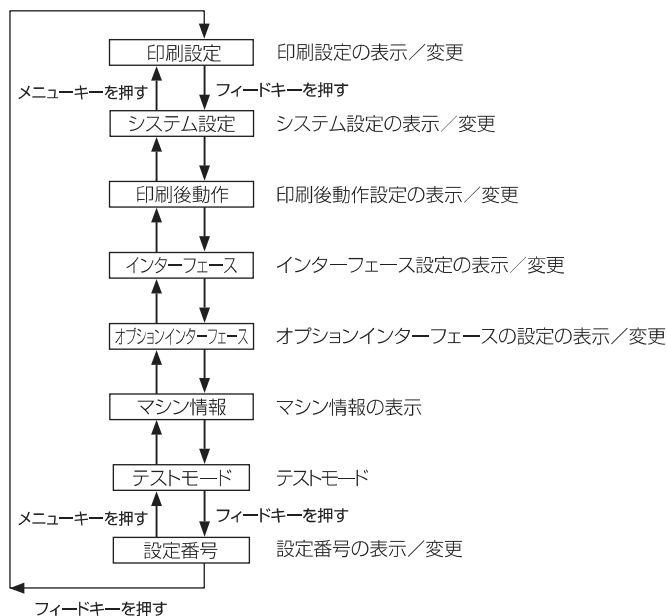 印刷設定 印刷設定の表示／変更
メニューキーを押す フィードキーを押す
システム設定 システム設定の表示／変更
印刷後動作 印刷後動作設定の表示／変更
インターフェース インターフェース設定の表示／変更
オプションインターフェース オプションインターフェースの設定の表示／変更
マシン情報 マシン情報の表示
テストモード テストモード
メニューキーを押す フィードキーを押す
設定番号 設定番号の表示／変更
フィードキーを押す